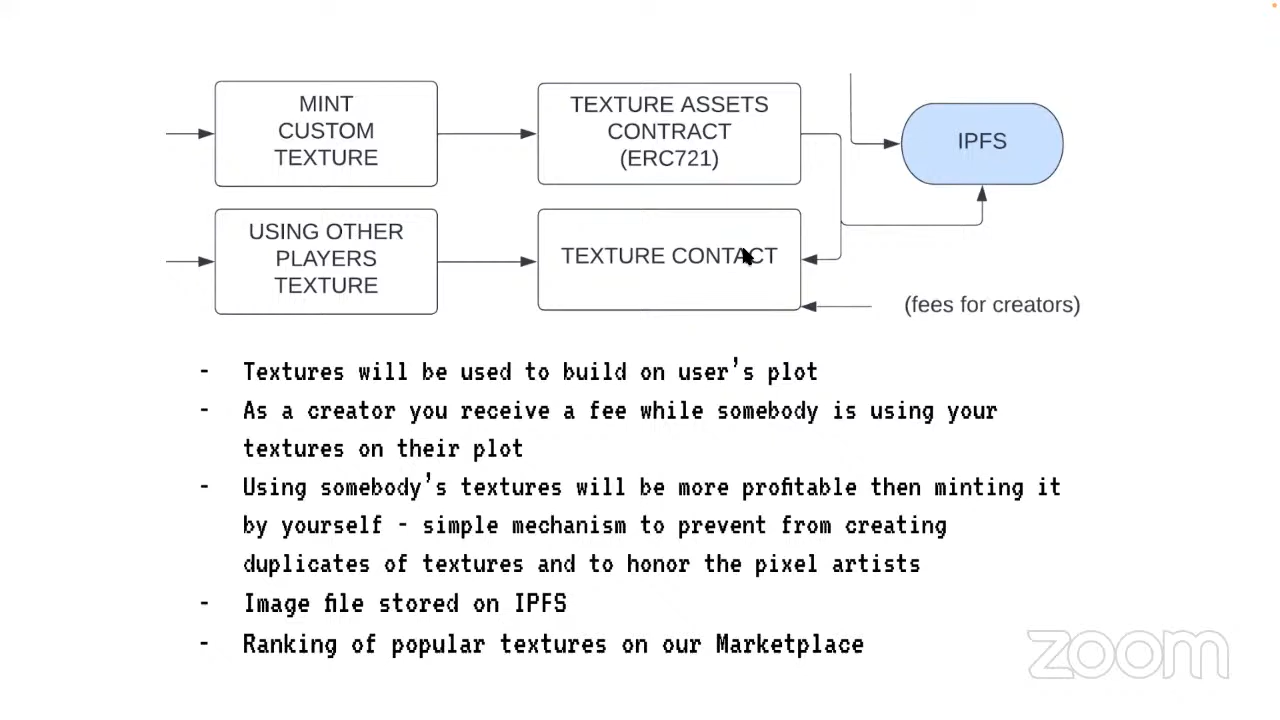 MINT
CUSTOM
TEXTURE
TEXTURE ASSETS
CONTRACT
(ERC721)
IPFS
USING OTHER
PLAYERS
TEXTURE
TEXTURE CONTACT
(fees for creators)
- Textures will be used to build on user's plot
- As a creator you receive a fee while somebody is using your
textures on their plot
- Using somebody's textures will be more profitable then minting it
by yourself - simple mechanism to prevent from creating
duplicates of textures and to honor the pixel artists
- Image file stored on IPFS
- Ranking of popular textures on our Marketplace
zoom